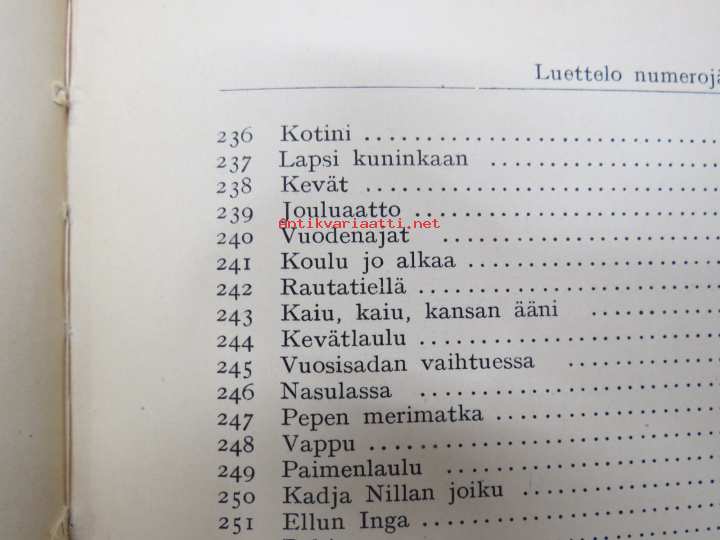 Luettelo numerojä
236 Kotini
237 Lapsi kuninkaan
238 Kevät
239 Jouluaatto
antikvariaatti.net
240 Vuodenajat
241 Koulu jo alkaa
242 Rautatiellä
243 Kaiu, kaiu, kansan ääni
244 Kevätlaulu
245 Vuosisadan vaihtuessa
246 Nasulassa
247 Pepen merimatka
248 Vappu
249 Paimenlaulu
250 Kadja Nillan joiku
251 Ellun Inga